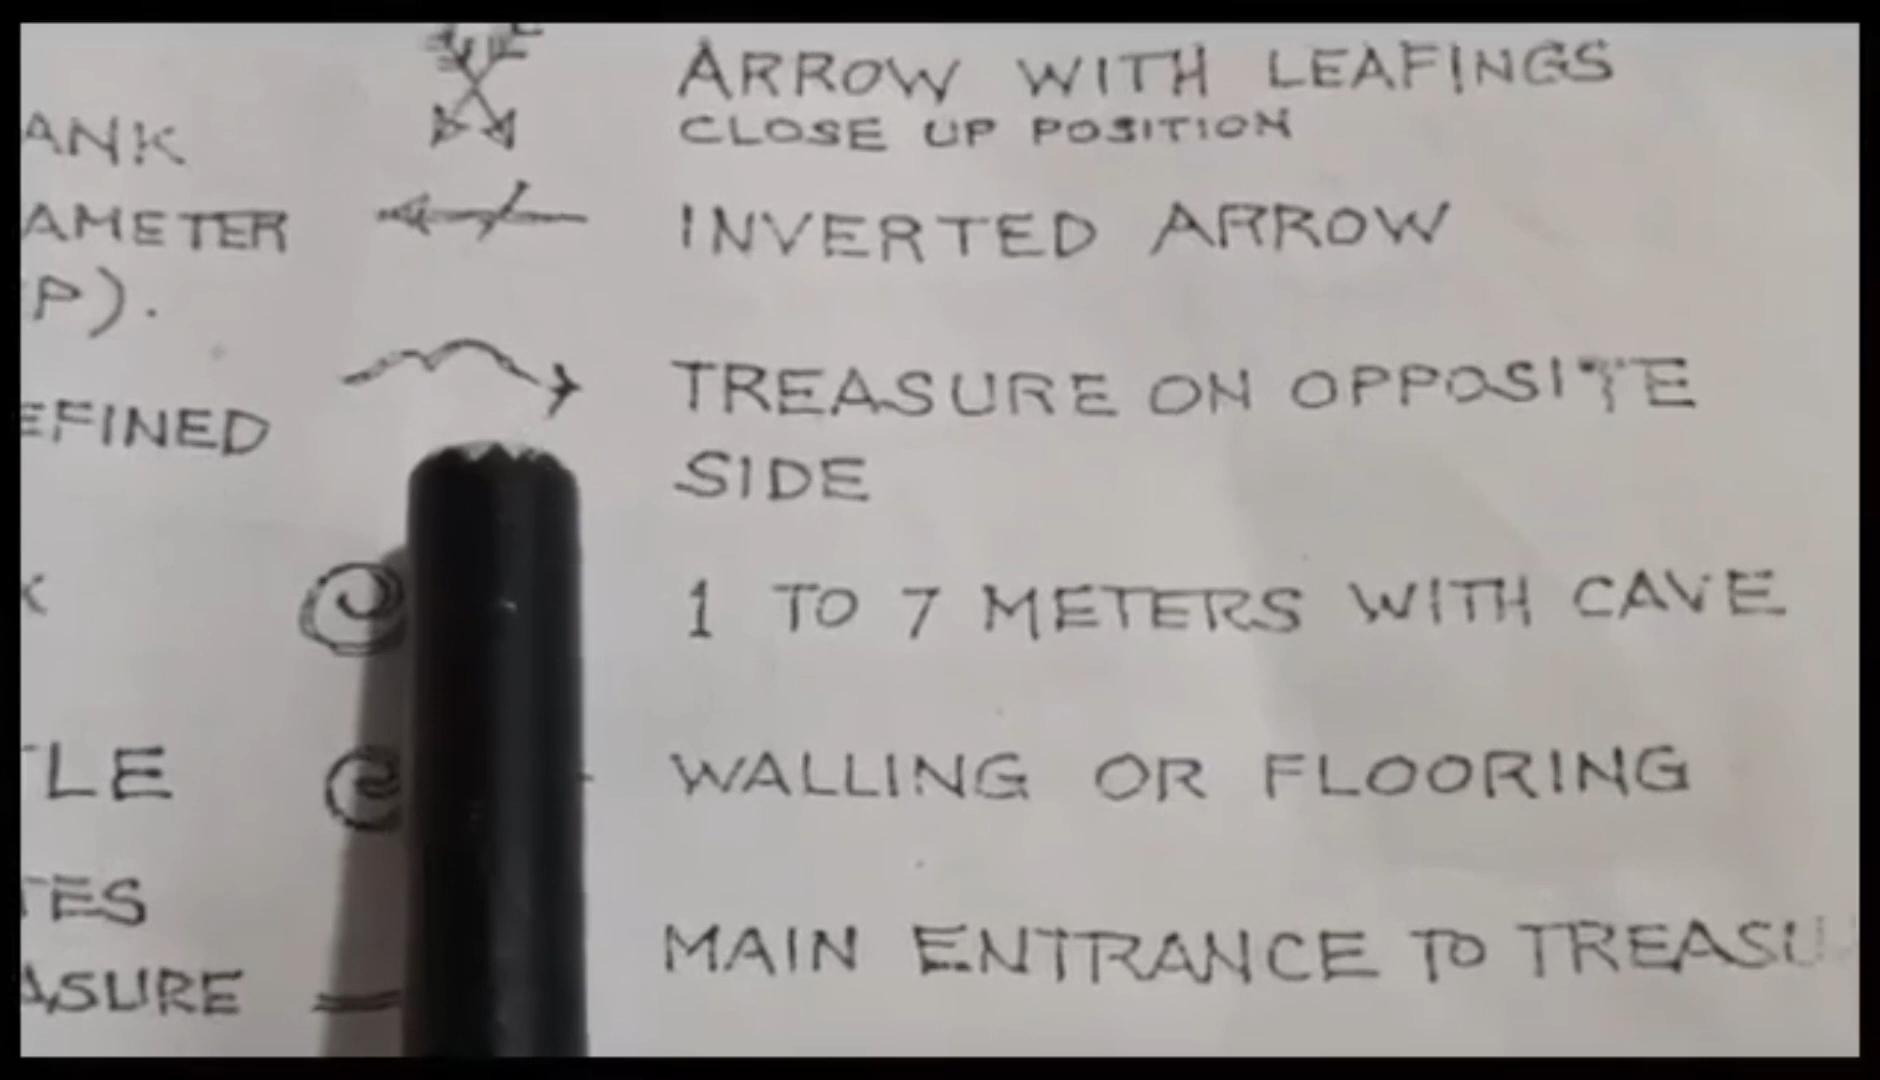 ARROW WITH LEAFINGS
CLOSE UP POSITION
ANK
AMETER
INVERTED ARROW
P).
TREASURE ON OPPOSITE
EFINED
SIDE
1 TO 7 METERS WITH CAVE
LE
WALLING OR FLOORING
TES
MAIN ENTRANCE TO TREASU
ASURE